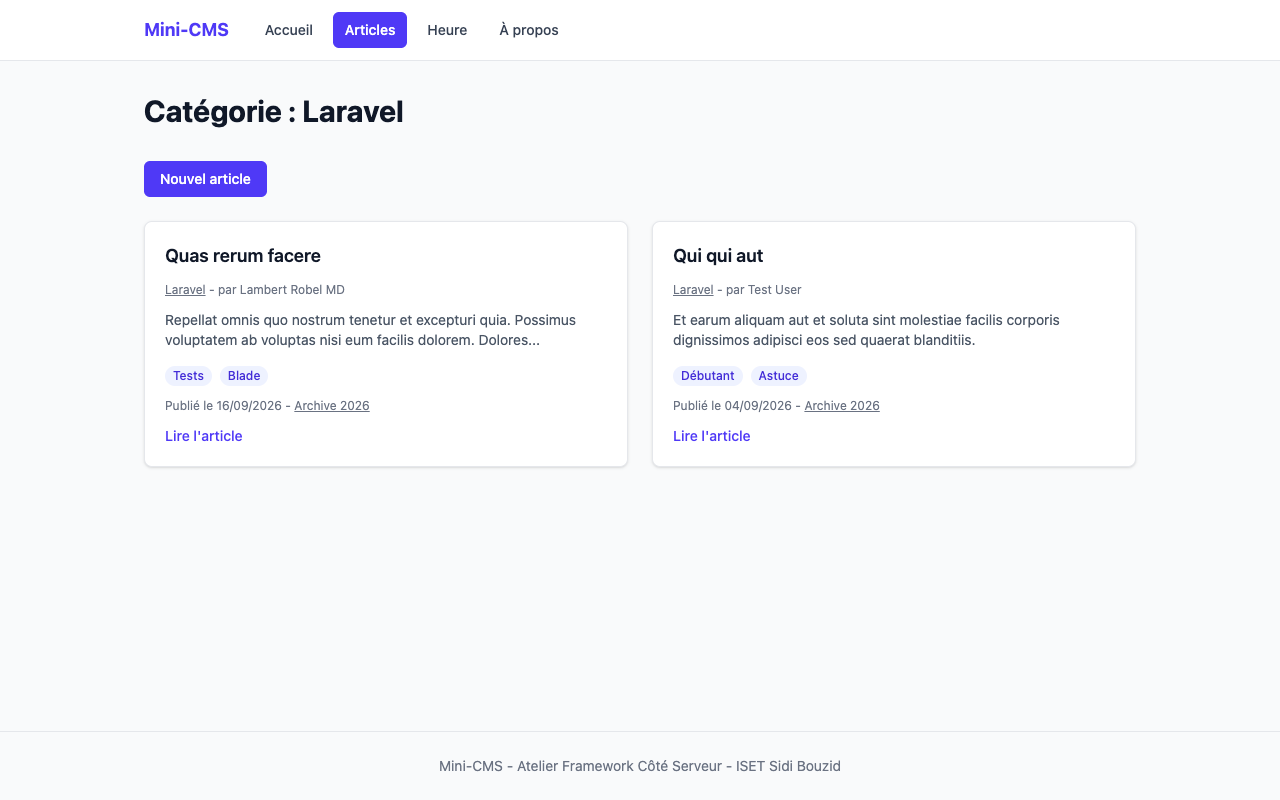 Mini-CMS Accueil Articles Heure À propos
Catégorie : Laravel
Nouvel article
Quas rerum facere
Laravel - par Lambert Robel MD
Repellat omnis quo nostrum tenetur et excepturi quia. Possimus
voluptatem ab voluptas nisi eum facilis dolorem. Dolores...
Tests Blade
Publié le 16/09/2026 - Archive 2026
Lire l'article
Qui qui aut
Laravel - par Test User
Et earum aliquam aut et soluta sint molestiae facilis corporis
dignissimos adipisci eos sed quaerat blanditiis.
Débutant Astuce
Publié le 04/09/2026 - Archive 2026
Lire l'article
Mini-CMS - Atelier Framework Côté Serveur - ISET Sidi Bouzid